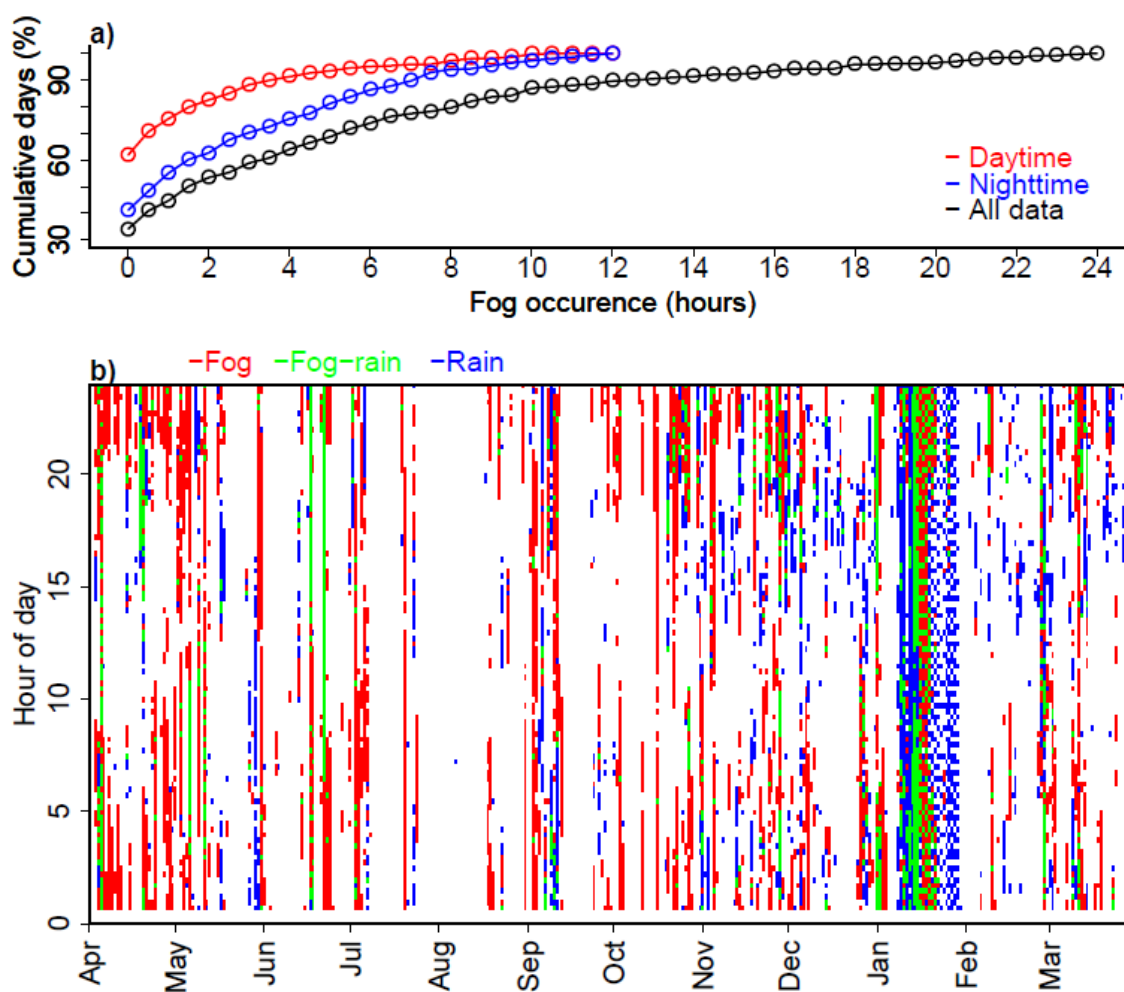 a)
Cumulative days (%)
30 60 90
− Daytime
− Nighttime
− All data
0 2 4 6 8 10 12 14 16 18 20 22 24
Fog occurence (hours)
b)
−Fog −Fog−rain −Rain
Hour of day
0 5 10 15 20
Apr May Jun Jul Aug Sep Oct Nov Dec Jan Feb Mar